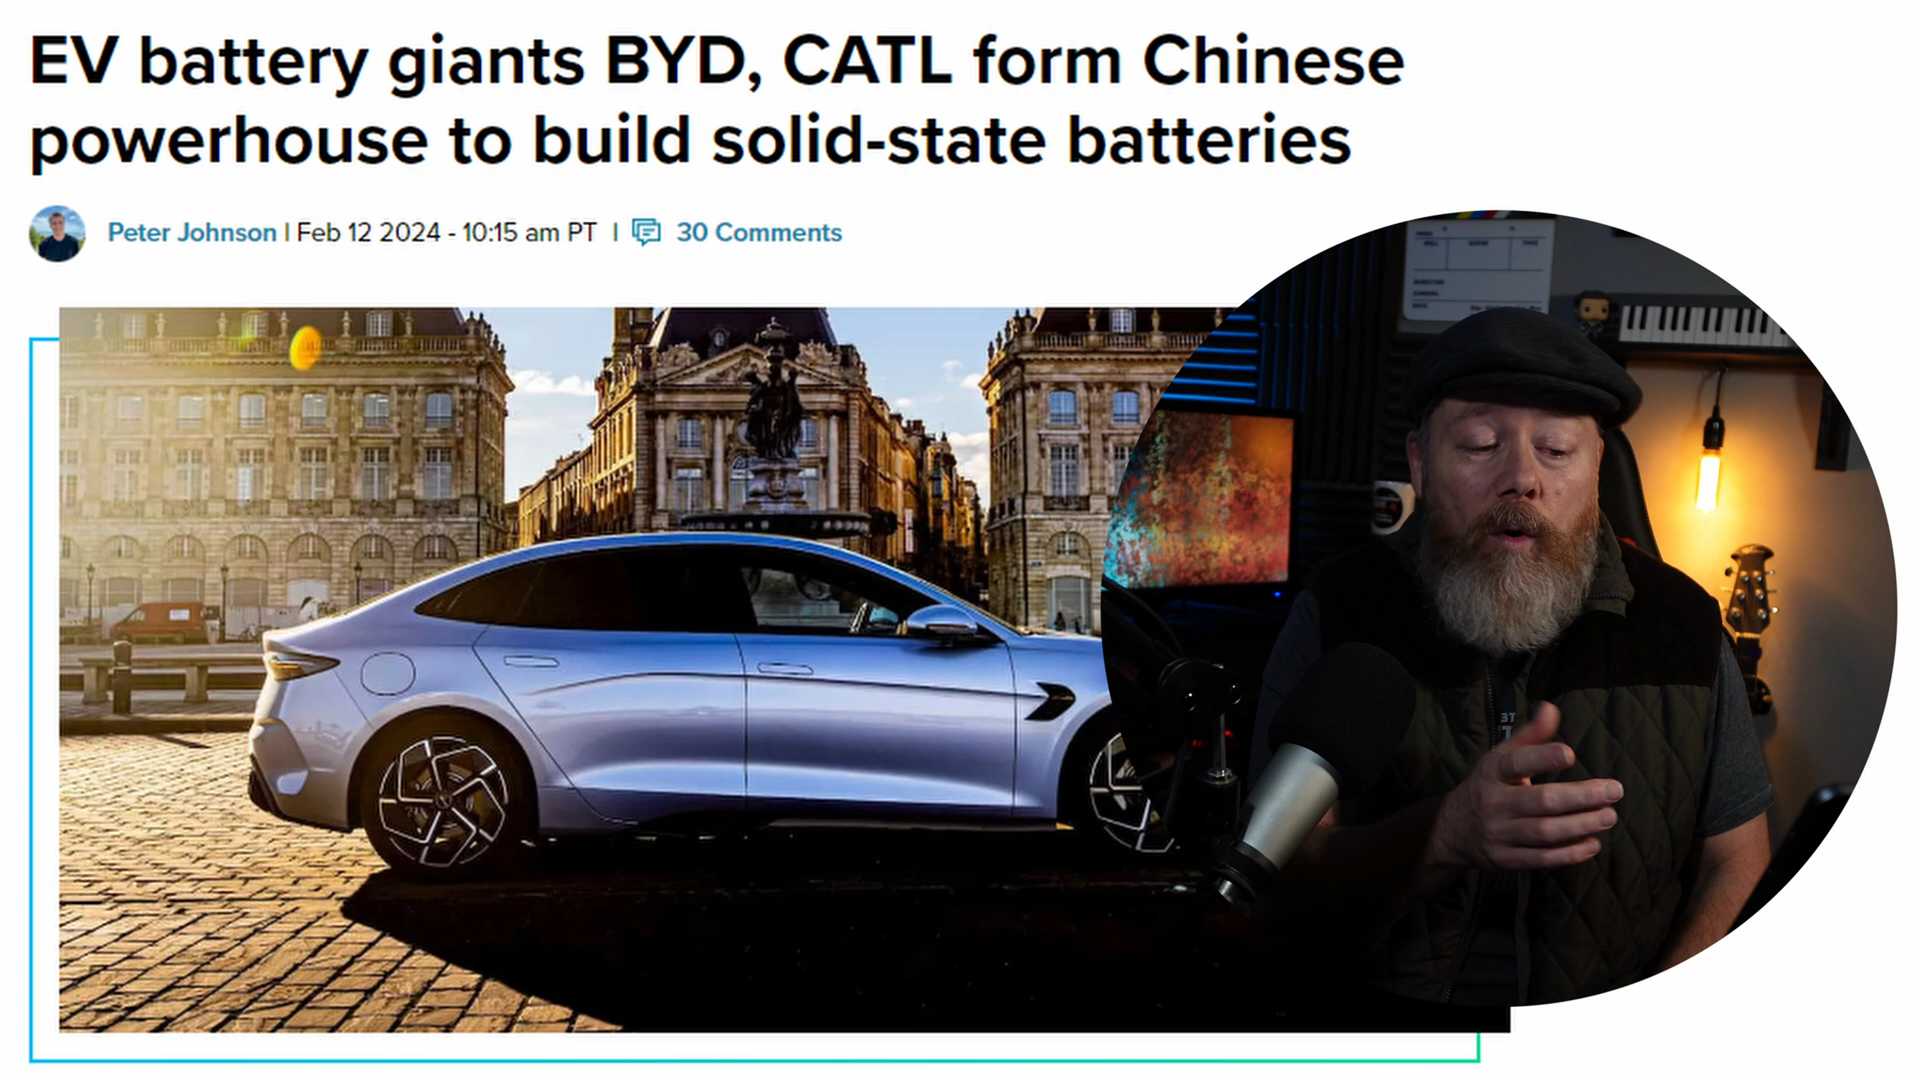 EV battery giants BYD, CATL form Chinese
powerhouse to build solid-state batteries
Peter Johnson | Feb 12 2024 - 10:15 am PT | 30 Comments